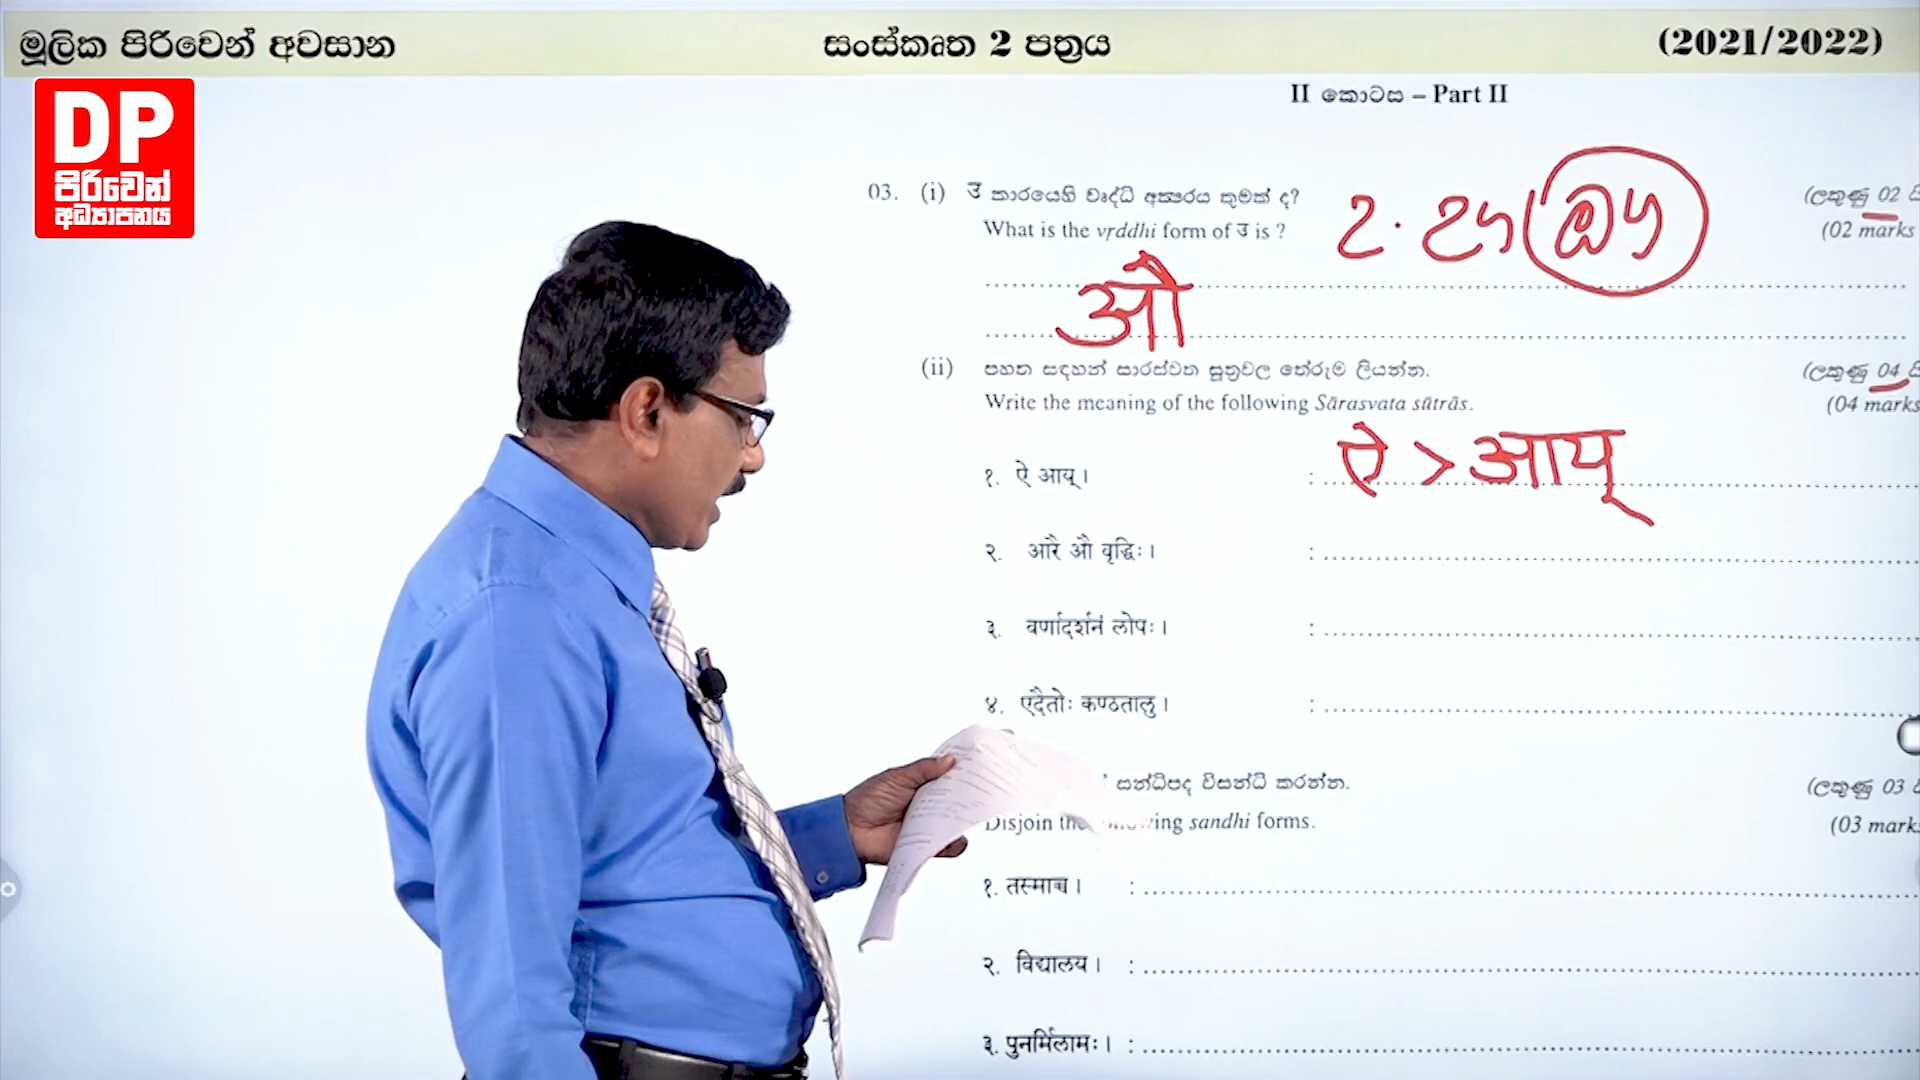 මූලික පිරිවෙන් අවසාන
සංස්කෘත 2 පත්‍රය
(2021/2022)
DP
පිරිවෙන්
අධ්‍යාපනය
II කොටස – Part II
03. (i) उ කාරයෙහි වෘද්ධි අක්‍ෂරය කුමක් ද?
(ලකුණු 02
What is the vṛddhi form of उ is ?
(02 marks
උ . ඌ ඖ
औ
(ii) පහත සඳහන් සාරස්වත සූත්‍රවල තේරුම ලියන්න.
(ලකුණු 04
Write the meaning of the following Sārasvata sūtrās.
(04 marks
१. ऐ आय् । :
ऐ > आय्
२. आरै औ वृद्धिः । :
३. वर्णादर्शनं लोपः । :
४. एदैतोः कण्ठतालु । :
සන්ධිපද විසන්ධි කරන්න.
(ලකුණු 03
Disjoin the following sandhi forms.
(03 mark
१. तस्माच्च । :
२. विद्यालय । :
३. पुनर्मिलामः । :